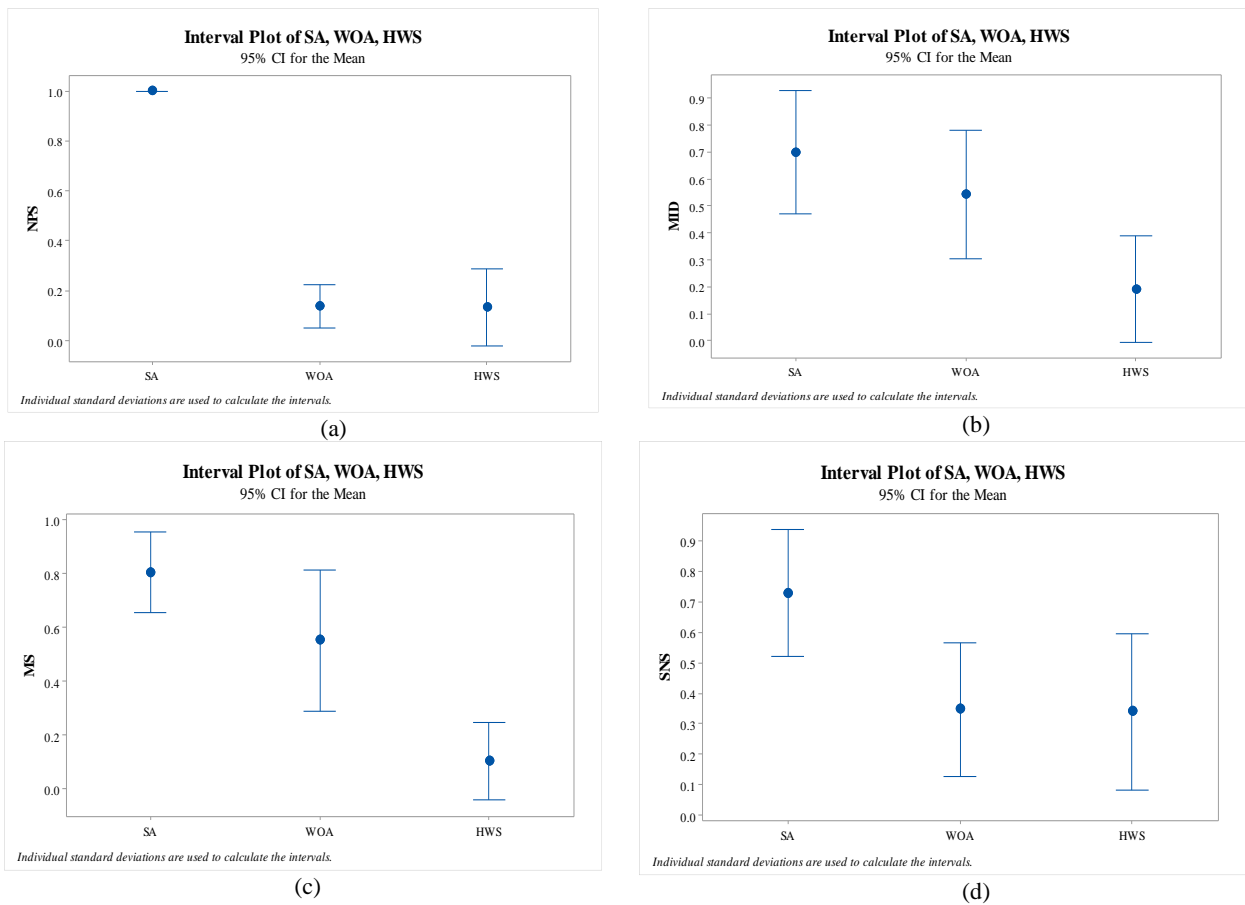 Interval Plot of SA, WOA, HWS
95% CI for the Mean
1.0
0.8
0.6
0.4
0.2
0.0
NPS
SA WOA HWS
Individual standard deviations are used to calculate the intervals.
(a)
Interval Plot of SA, WOA, HWS
95% CI for the Mean
0.9
0.8
0.7
0.6
0.5
0.4
0.3
0.2
0.1
0.0
MID
SA WOA HWS
Individual standard deviations are used to calculate the intervals.
(b)
Interval Plot of SA, WOA, HWS
95% CI for the Mean
1.0
0.8
0.6
0.4
0.2
0.0
MS
SA WOA HWS
Individual standard deviations are used to calculate the intervals.
(c)
Interval Plot of SA, WOA, HWS
95% CI for the Mean
0.9
0.8
0.7
0.6
0.5
0.4
0.3
0.2
0.1
0.0
SNS
SA WOA HWS
Individual standard deviations are used to calculate the intervals.
(d)